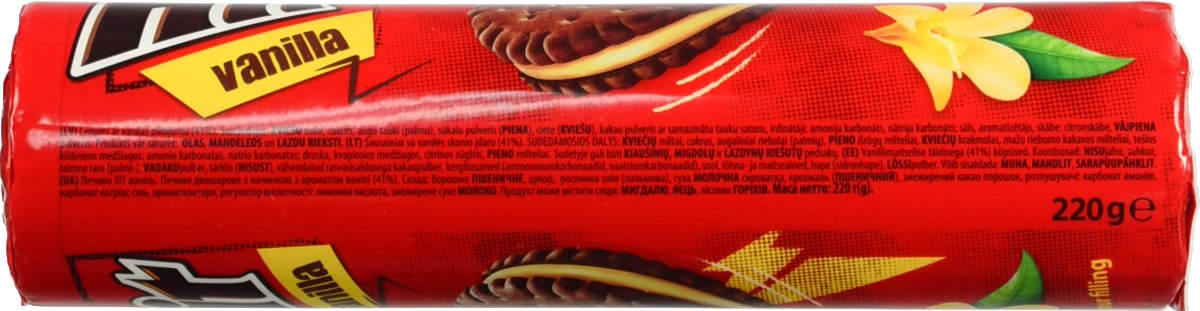 vanilla
(LV) Cepumi ar vaniļas pildījumu (41%). KVIEŠU milti, cukurs, augu tauki (palmu), sūkalu pulveris (PIENA), ciete (KVIEŠU), kakao pulveris ar samazinātu tauku saturu, irdinātāji: amonija karbonāts, nātrija karbonāts; sāls, aromatizētājs, skābe: citronskābe, VĀJPIENA
pulveris. Produkts var saturēt: OLAS, MANDELES UN LAZDU RIEKSTI. (LT) Sausainiai su vanilės skonio įdaru (41%). SUDEDAMOSIOS DALYS: KVIEČIŲ miltai, cukrus, augaliniai riebalai (palmių), PIENO išrūgų milteliai, KVIEČIŲ krakmolas, mažo riebumo kakavos milteliai, tešlos
kildinimo medžiagos: amonio karbonatas, natrio karbonatas; druska, kvapiosios medžiagos, citrinos rūgštis, PIENO milteliai. Sudėtyje gali būti KIAUŠINIŲ, MIGDOLŲ ir LAZDYNŲ RIEŠUTŲ pėdsakų. (EE) Vanillimaitselise täidisega (41%) küpsised. Koostisosad: NISUjahu, suhkur,
taimne rasv (palmi-), VADAKUpulber, tärklis (NISUST), vähendatud rasvasisaldusega kakaopulber, sool, lõhna- ja maitseained, hape (sidrunhape), LÕSSIpulber. Võib sisaldada: MUNA, MANDLIT, SARAPUUPÄHKLIT.
(UA) Печиво ХІТ ваніль. Печиво двошарове з начинкою з ароматом ванілі (41%). Склад: борошно ПШЕНИЧНЕ, цукор, рослинна олія (пальмова), суха МОЛОЧНА сироватка, крохмаль (ПШЕНИЧНИЙ), знежирений какао порошок, розпушувачі: карбонат амонію,
карбонат натрію; сіль, ароматизатори, регулятор кислотності: лимонна кислота, знежирене сухе МОЛОКО. Продукт може містити сліди: МИГДАЛЮ, ЯЄЦЬ, лісових ГОРІХІВ. Маса нетто: 220 г(g).
220 g ℮
vanilla
filling